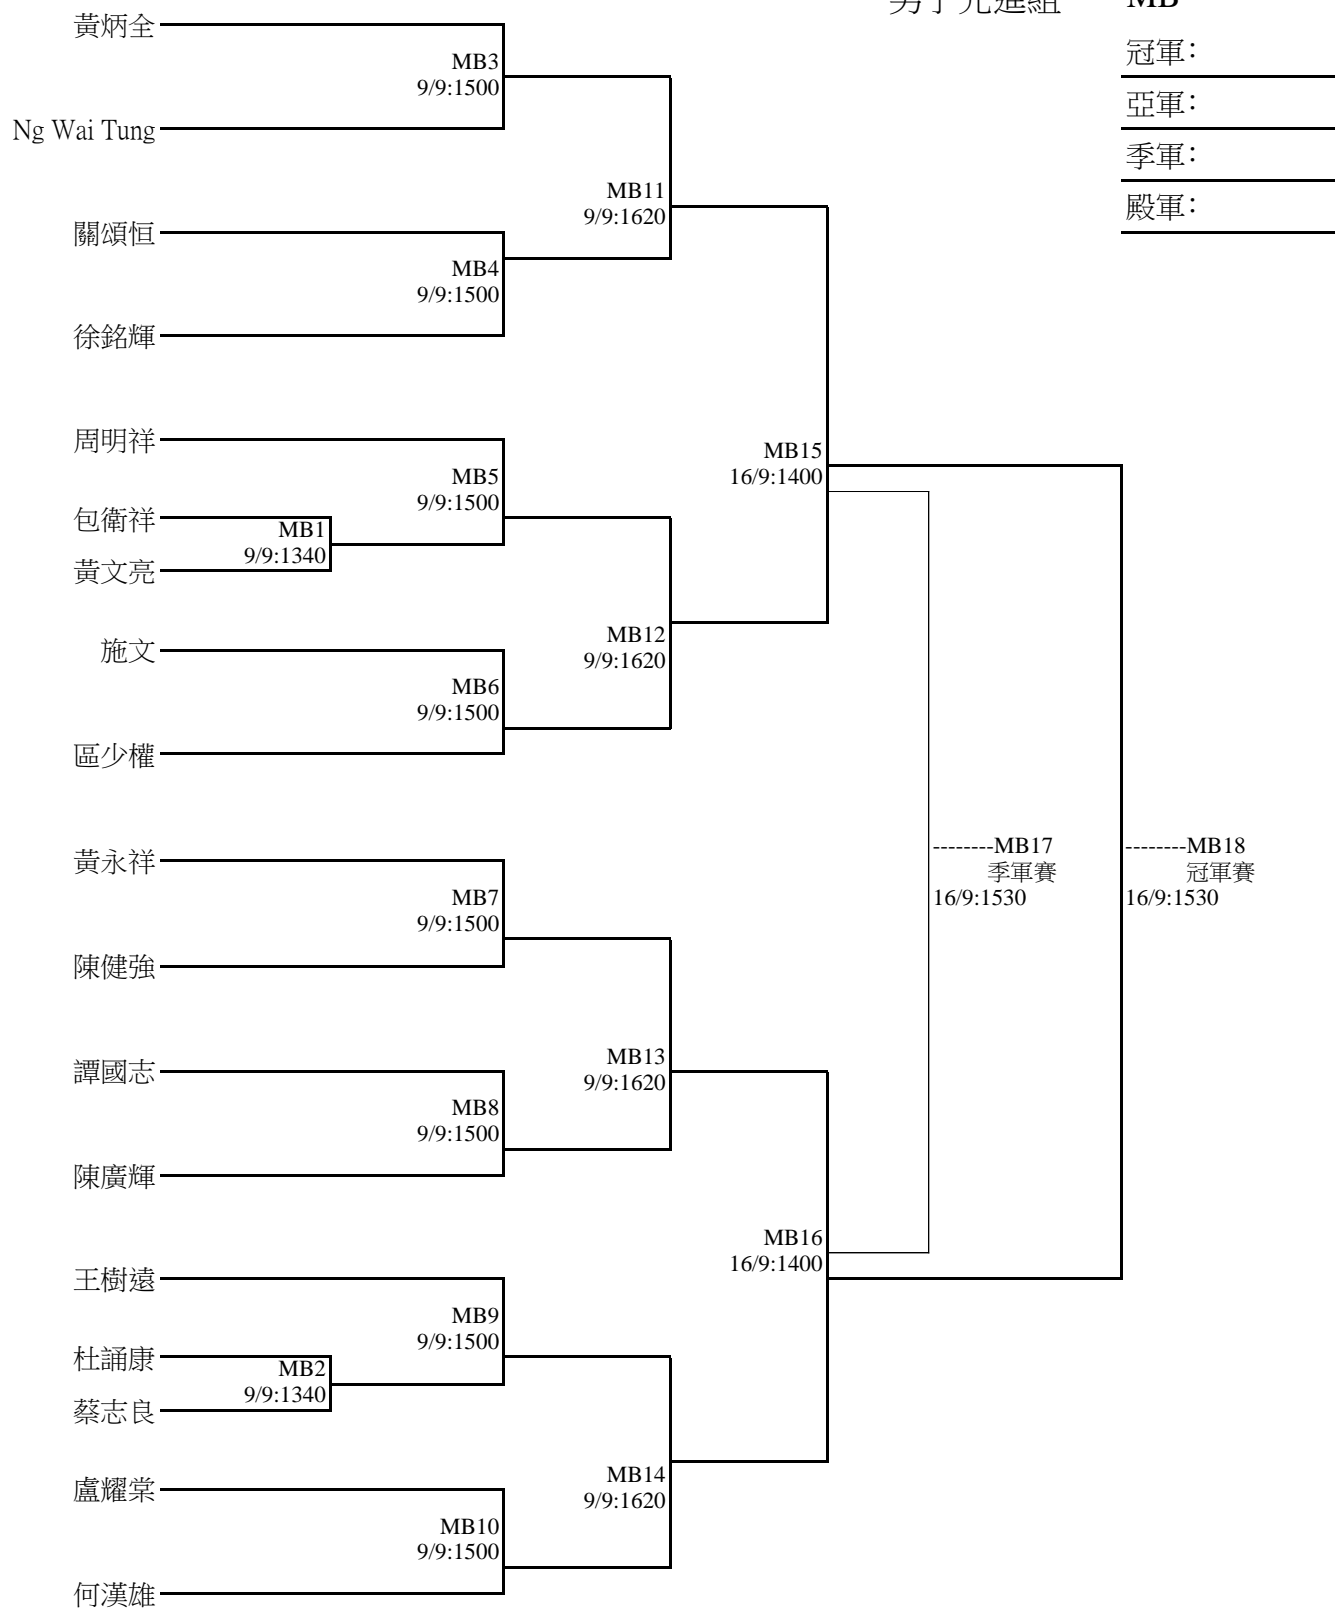 MB
冠軍：
亞軍：
季軍：
殿軍：
黃炳全
MB3
9/9:1500
Ng Wai Tung
MB11
9/9:1620
關頌恒
MB4
9/9:1500
徐銘輝
周明祥
MB15
16/9:1400
MB5
9/9:1500
包衛祥
MB1
9/9:1340
黃文亮
施文
MB12
9/9:1620
MB6
9/9:1500
區少權
黃永祥
--------MB17
季軍賽
16/9:1530
--------MB18
冠軍賽
16/9:1530
MB7
9/9:1500
陳健強
譚國志
MB13
9/9:1620
MB8
9/9:1500
陳廣輝
MB16
16/9:1400
王樹遠
MB9
9/9:1500
杜誦康
MB2
9/9:1340
蔡志良
盧耀棠
MB14
9/9:1620
MB10
9/9:1500
何漢雄